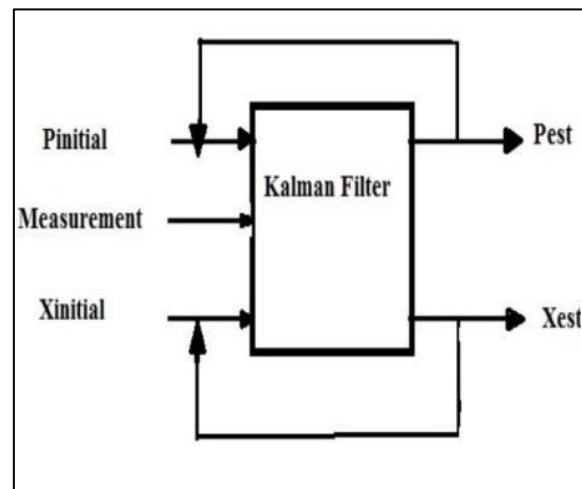 Pinitial
Pest
Kalman Filter
Measurement
Xinitial
Xest